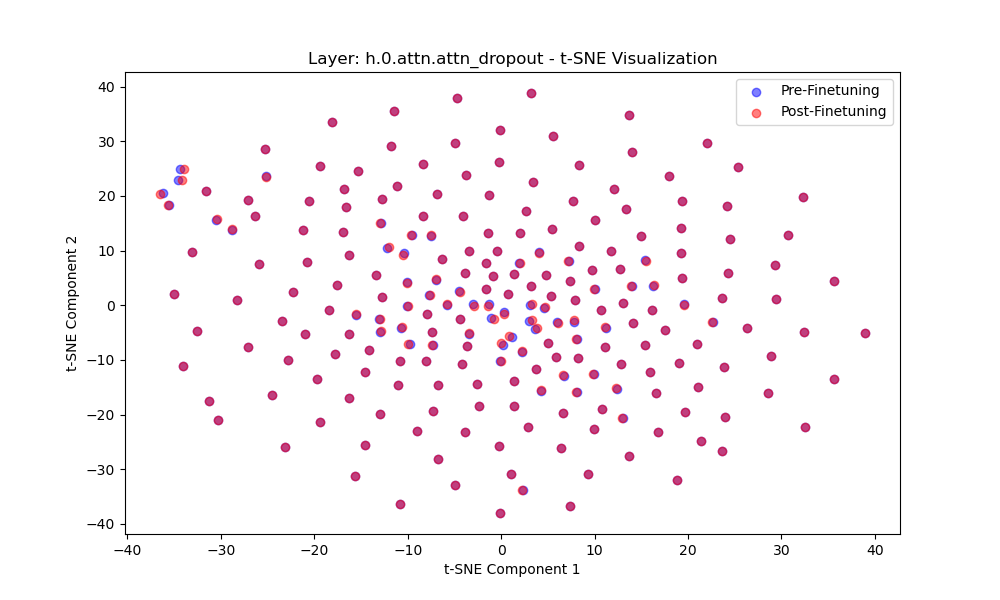 Layer: h.0.attn.attn_dropout - t-SNE Visualization
Pre-Finetuning
Post-Finetuning
t-SNE Component 2
40
30
20
10
0
−10
−20
−30
−40
−40 −30 −20 −10 0 10 20 30 40
t-SNE Component 1